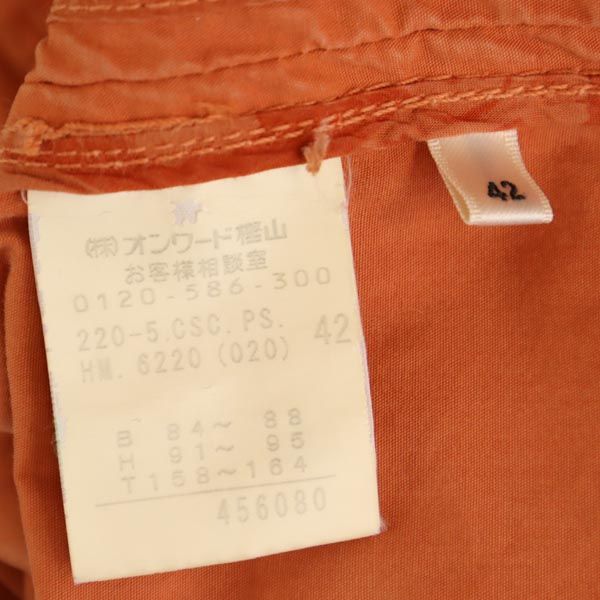 ㈱オンワード樫山
お客様相談室
0120-586-300
220-5.CSC.PS.
HM. 6220 (020) 42
B 84～ 88
H 91～ 95
T 158～164
456080
42